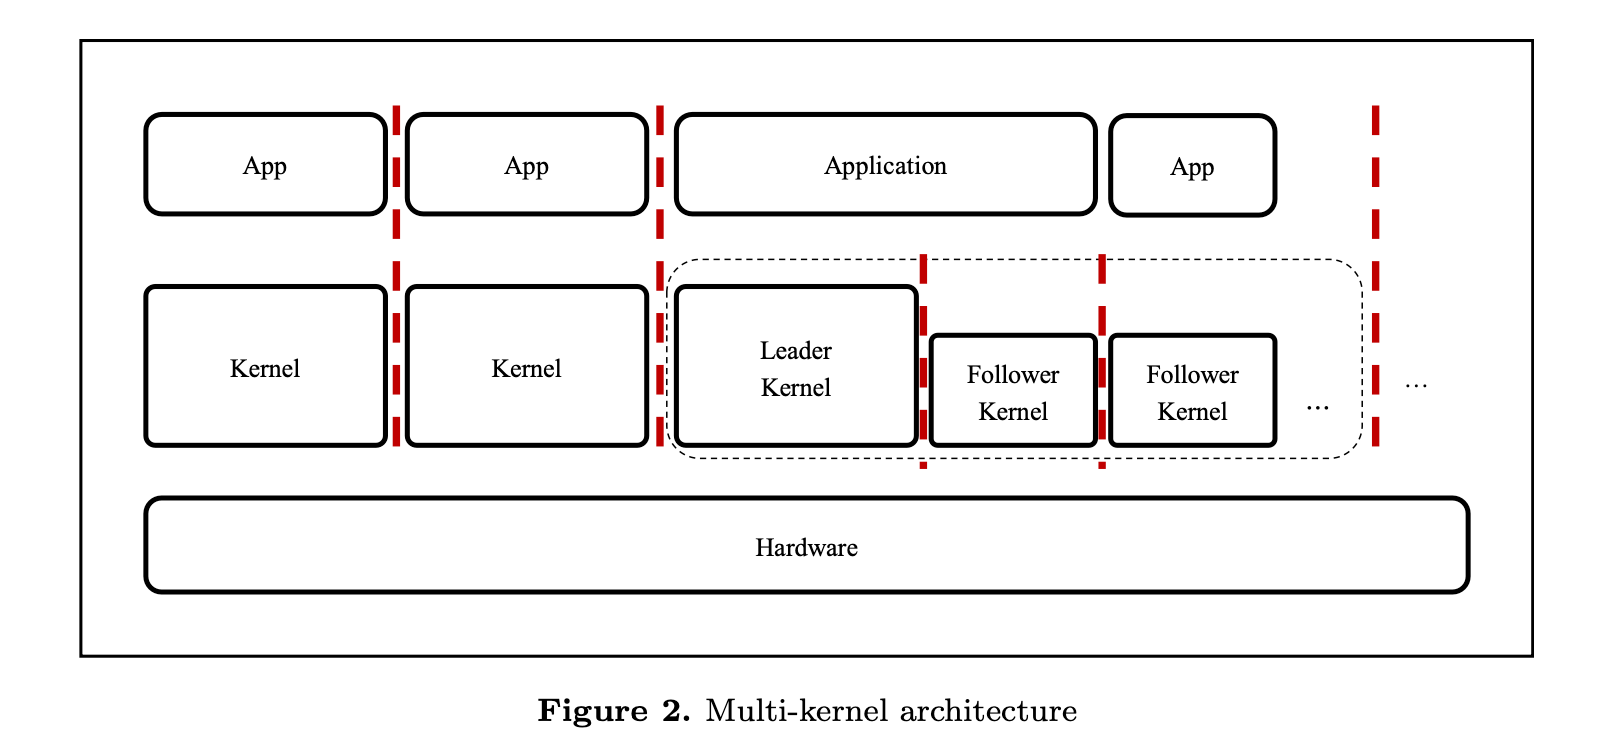 App
App
Application
App
Kernel
Kernel
Leader
Kernel
Follower
Kernel
Follower
Kernel
...
...
Hardware
Figure 2. Multi-kernel architecture